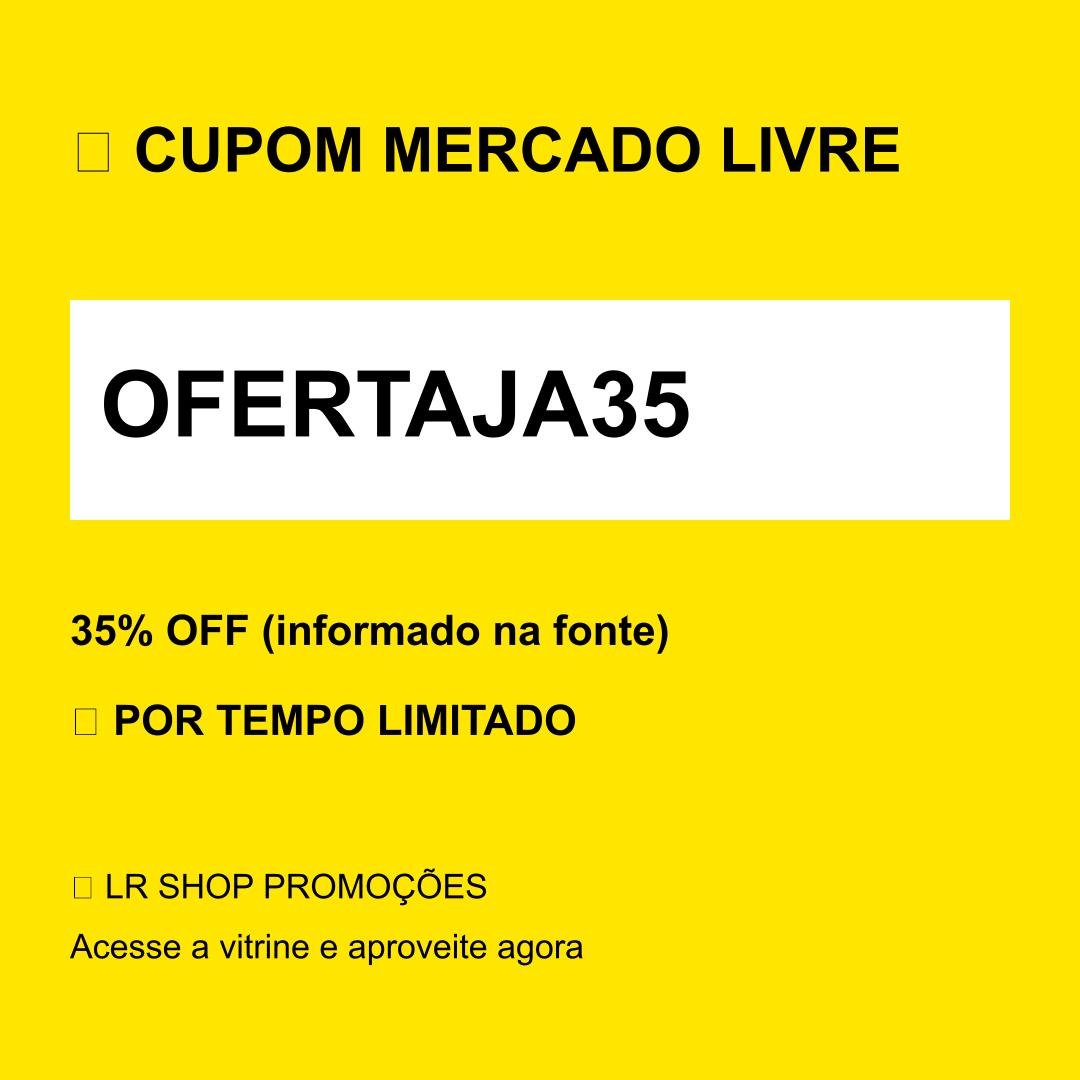 CUPOM MERCADO LIVRE
OFERTAJA35
35% OFF (informado na fonte)
POR TEMPO LIMITADO
LR SHOP PROMOÇÕES
Acesse a vitrine e aproveite agora